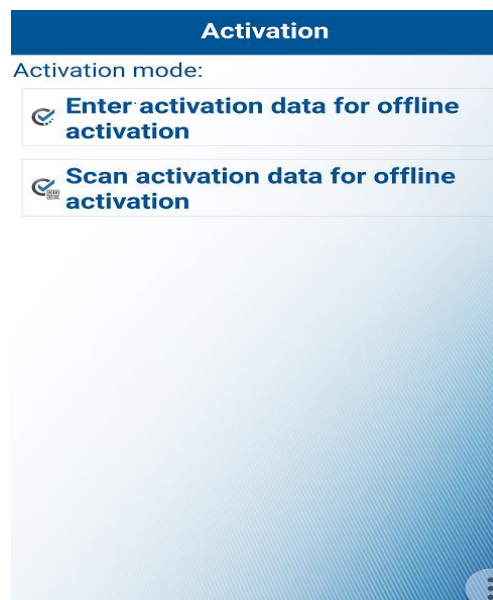 Activation
Activation mode:
Enter activation data for offline
activation
Scan activation data for offline
activation